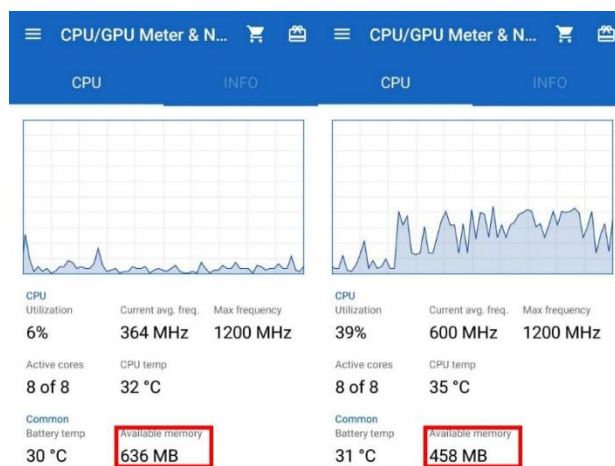 CPU/GPU Meter & N...
CPU INFO
CPU
Utilization Current avg. freq. Max frequency
6% 364 MHz 1200 MHz
Active cores CPU temp
8 of 8 32 °C
Common
Battery temp Available memory
30 °C 636 MB
CPU/GPU Meter & N...
CPU INFO
CPU
Utilization Current avg. freq. Max frequency
39% 600 MHz 1200 MHz
Active cores CPU temp
8 of 8 35 °C
Common
Battery temp Available memory
31 °C 458 MB